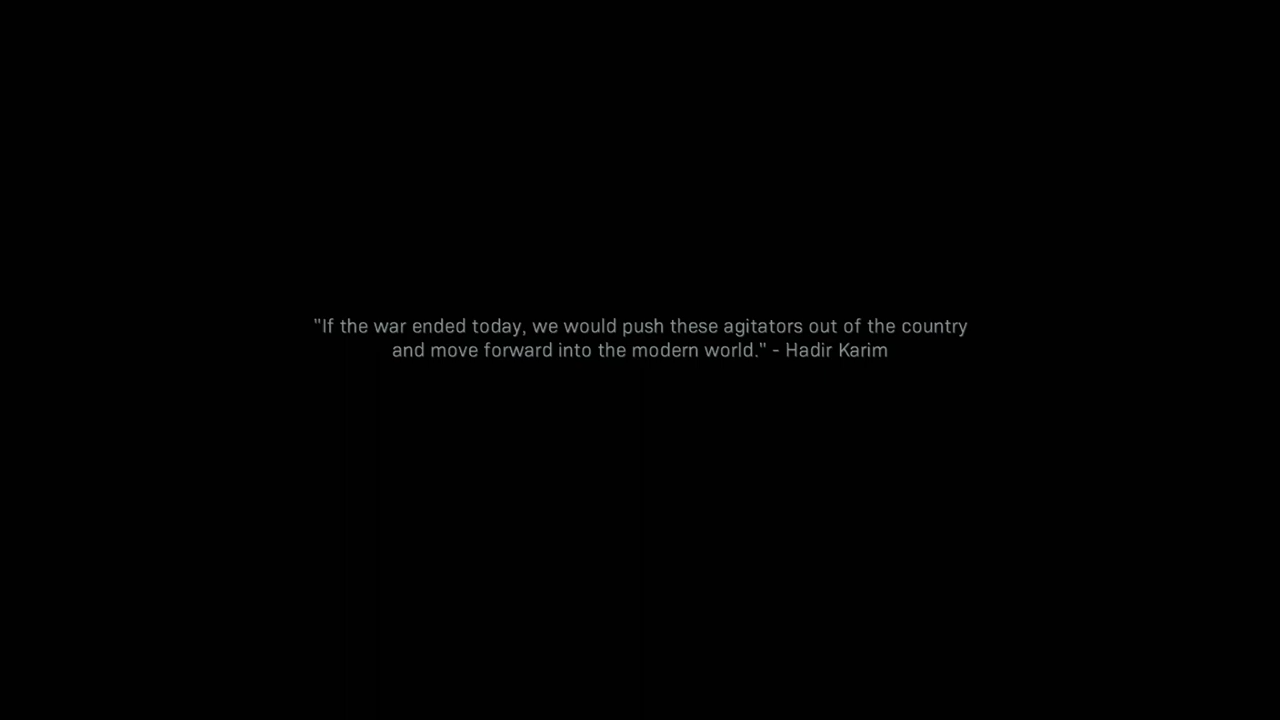 "If the war ended today, we would push these agitators out of the country
and move forward into the modern world." - Hadir Karim